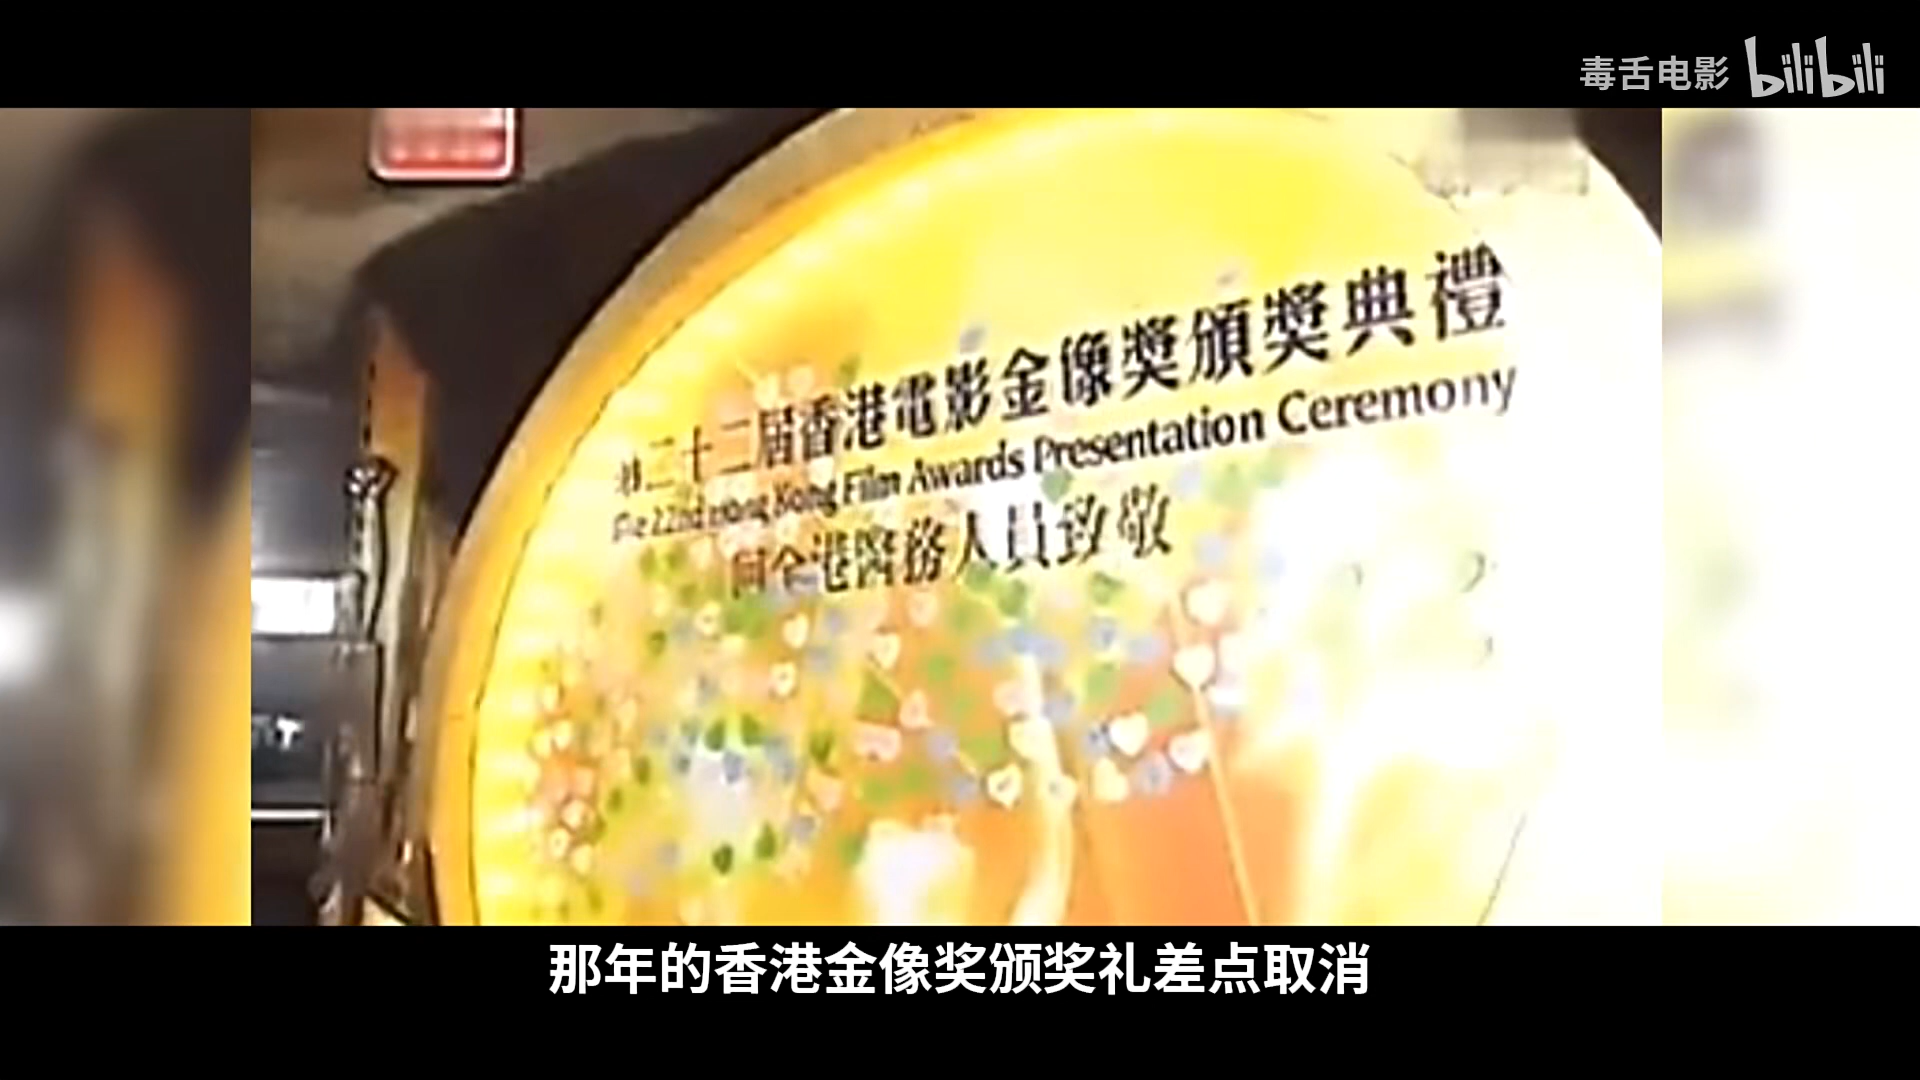 毒舌电影 bilibili
第二十二屆香港電影金像獎頒獎典禮
The 22nd Hong Kong Film Awards Presentation Ceremony
向全港醫務人員致敬
那年的香港金像奖颁奖礼差点取消